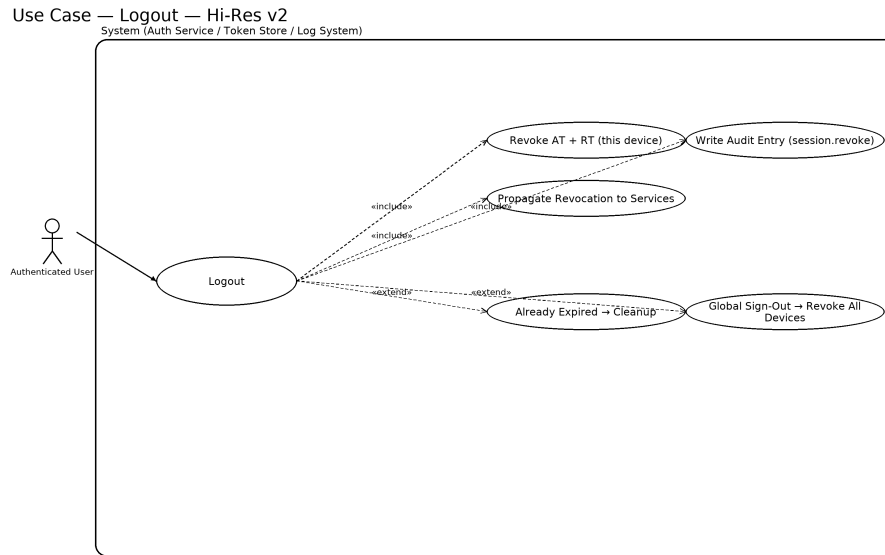 Use Case — Logout — Hi-Res v2
System (Auth Service / Token Store / Log System)
Revoke AT + RT (this device)
Write Audit Entry (session.revoke)
Propagate Revocation to Services
«include»
«include»
«include»
Authenticated User
Logout
«extend»
«extend»
Already Expired → Cleanup
Global Sign-Out → Revoke All
Devices